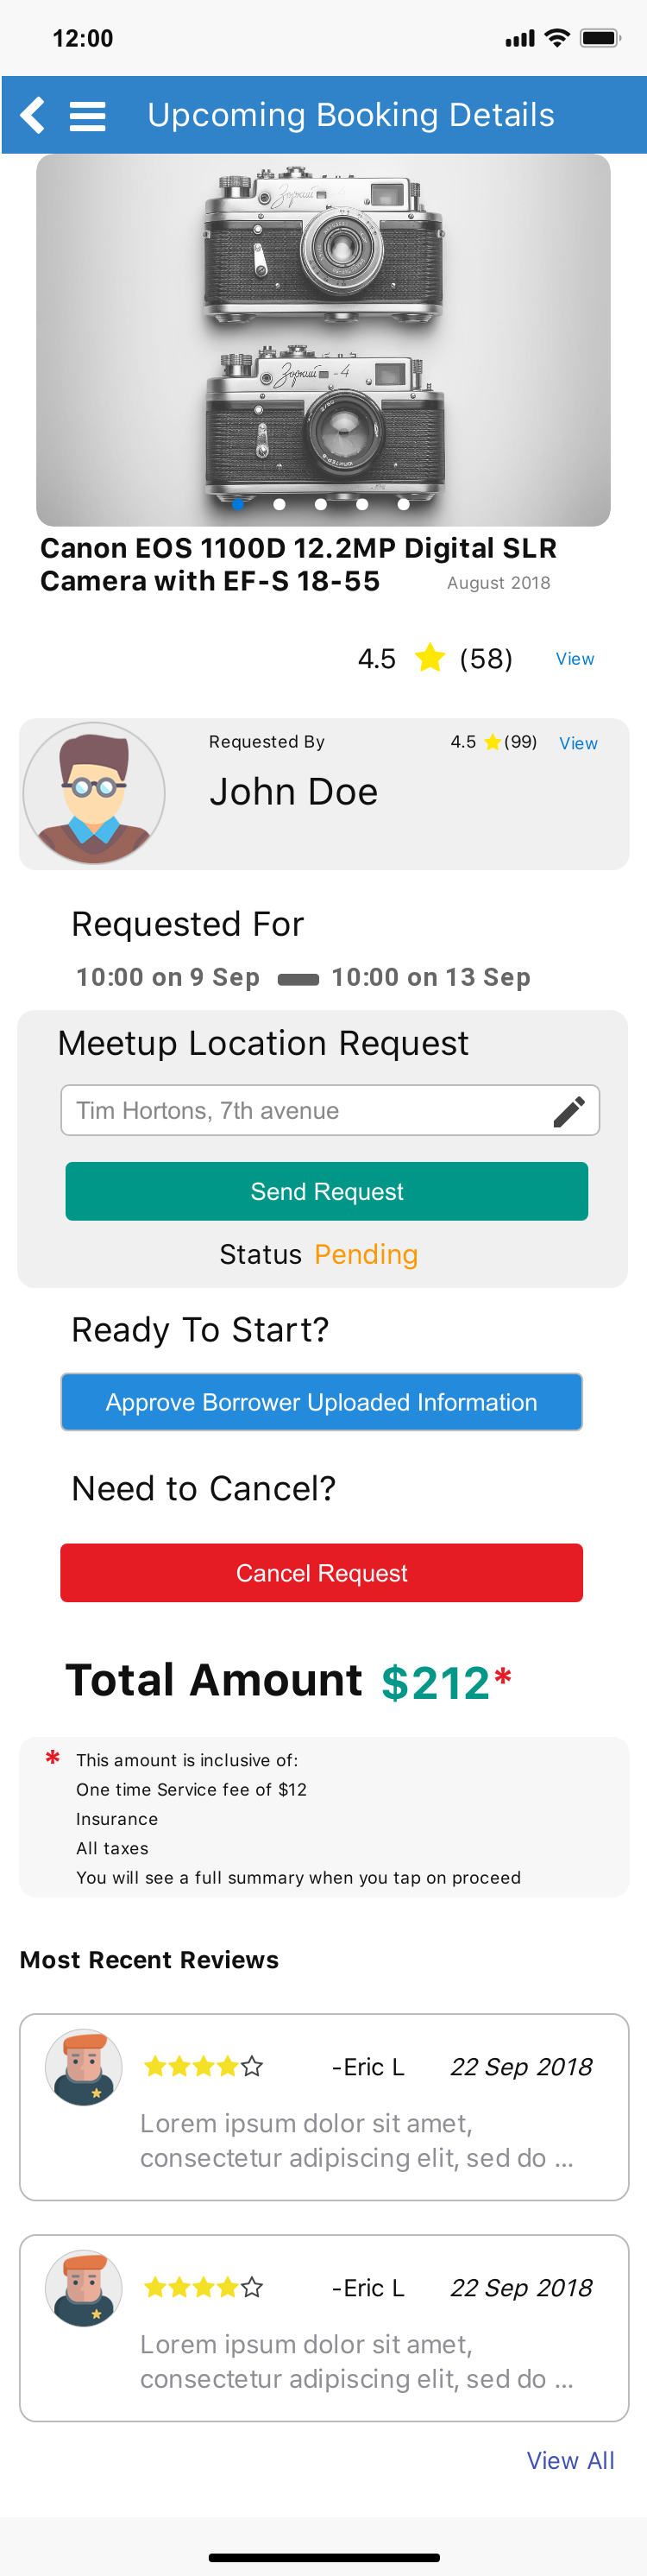 12:00
Upcoming Booking Details
Зоркий
Зоркий - 4
Canon EOS 1100D 12.2MP Digital SLR
Camera with EF-S 18-55
August 2018
4.5 (58) View
Requested By 4.5 (99) View
John Doe
Requested For
10:00 on 9 Sep 10:00 on 13 Sep
Meetup Location Request
Tim Hortons, 7th avenue
Send Request
Status Pending
Ready To Start?
Approve Borrower Uploaded Information
Need to Cancel?
Cancel Request
Total Amount $212*
* This amount is inclusive of:
One time Service fee of $12
Insurance
All taxes
You will see a full summary when you tap on proceed
Most Recent Reviews
-Eric L 22 Sep 2018
Lorem ipsum dolor sit amet,
consectetur adipiscing elit, sed do ...
-Eric L 22 Sep 2018
Lorem ipsum dolor sit amet,
consectetur adipiscing elit, sed do ...
View All